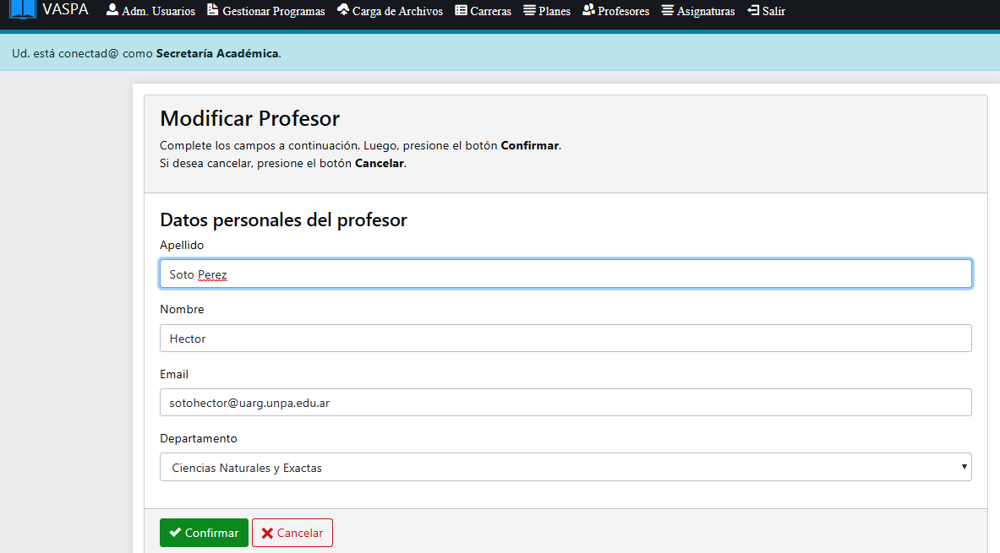 VASPA Adm. Usuarios Gestionar Programas Carga de Archivos Carreras Planes Profesores Asignaturas Salir
Ud. está conectad@ como Secretaría Académica.
Modificar Profesor
Complete los campos a continuación. Luego, presione el botón Confirmar.
Si desea cancelar, presione el botón Cancelar.
Datos personales del profesor
Apellido
Soto Perez
Nombre
Hector
Email
sotohector@uarg.unpa.edu.ar
Departamento
Ciencias Naturales y Exactas
Confirmar Cancelar